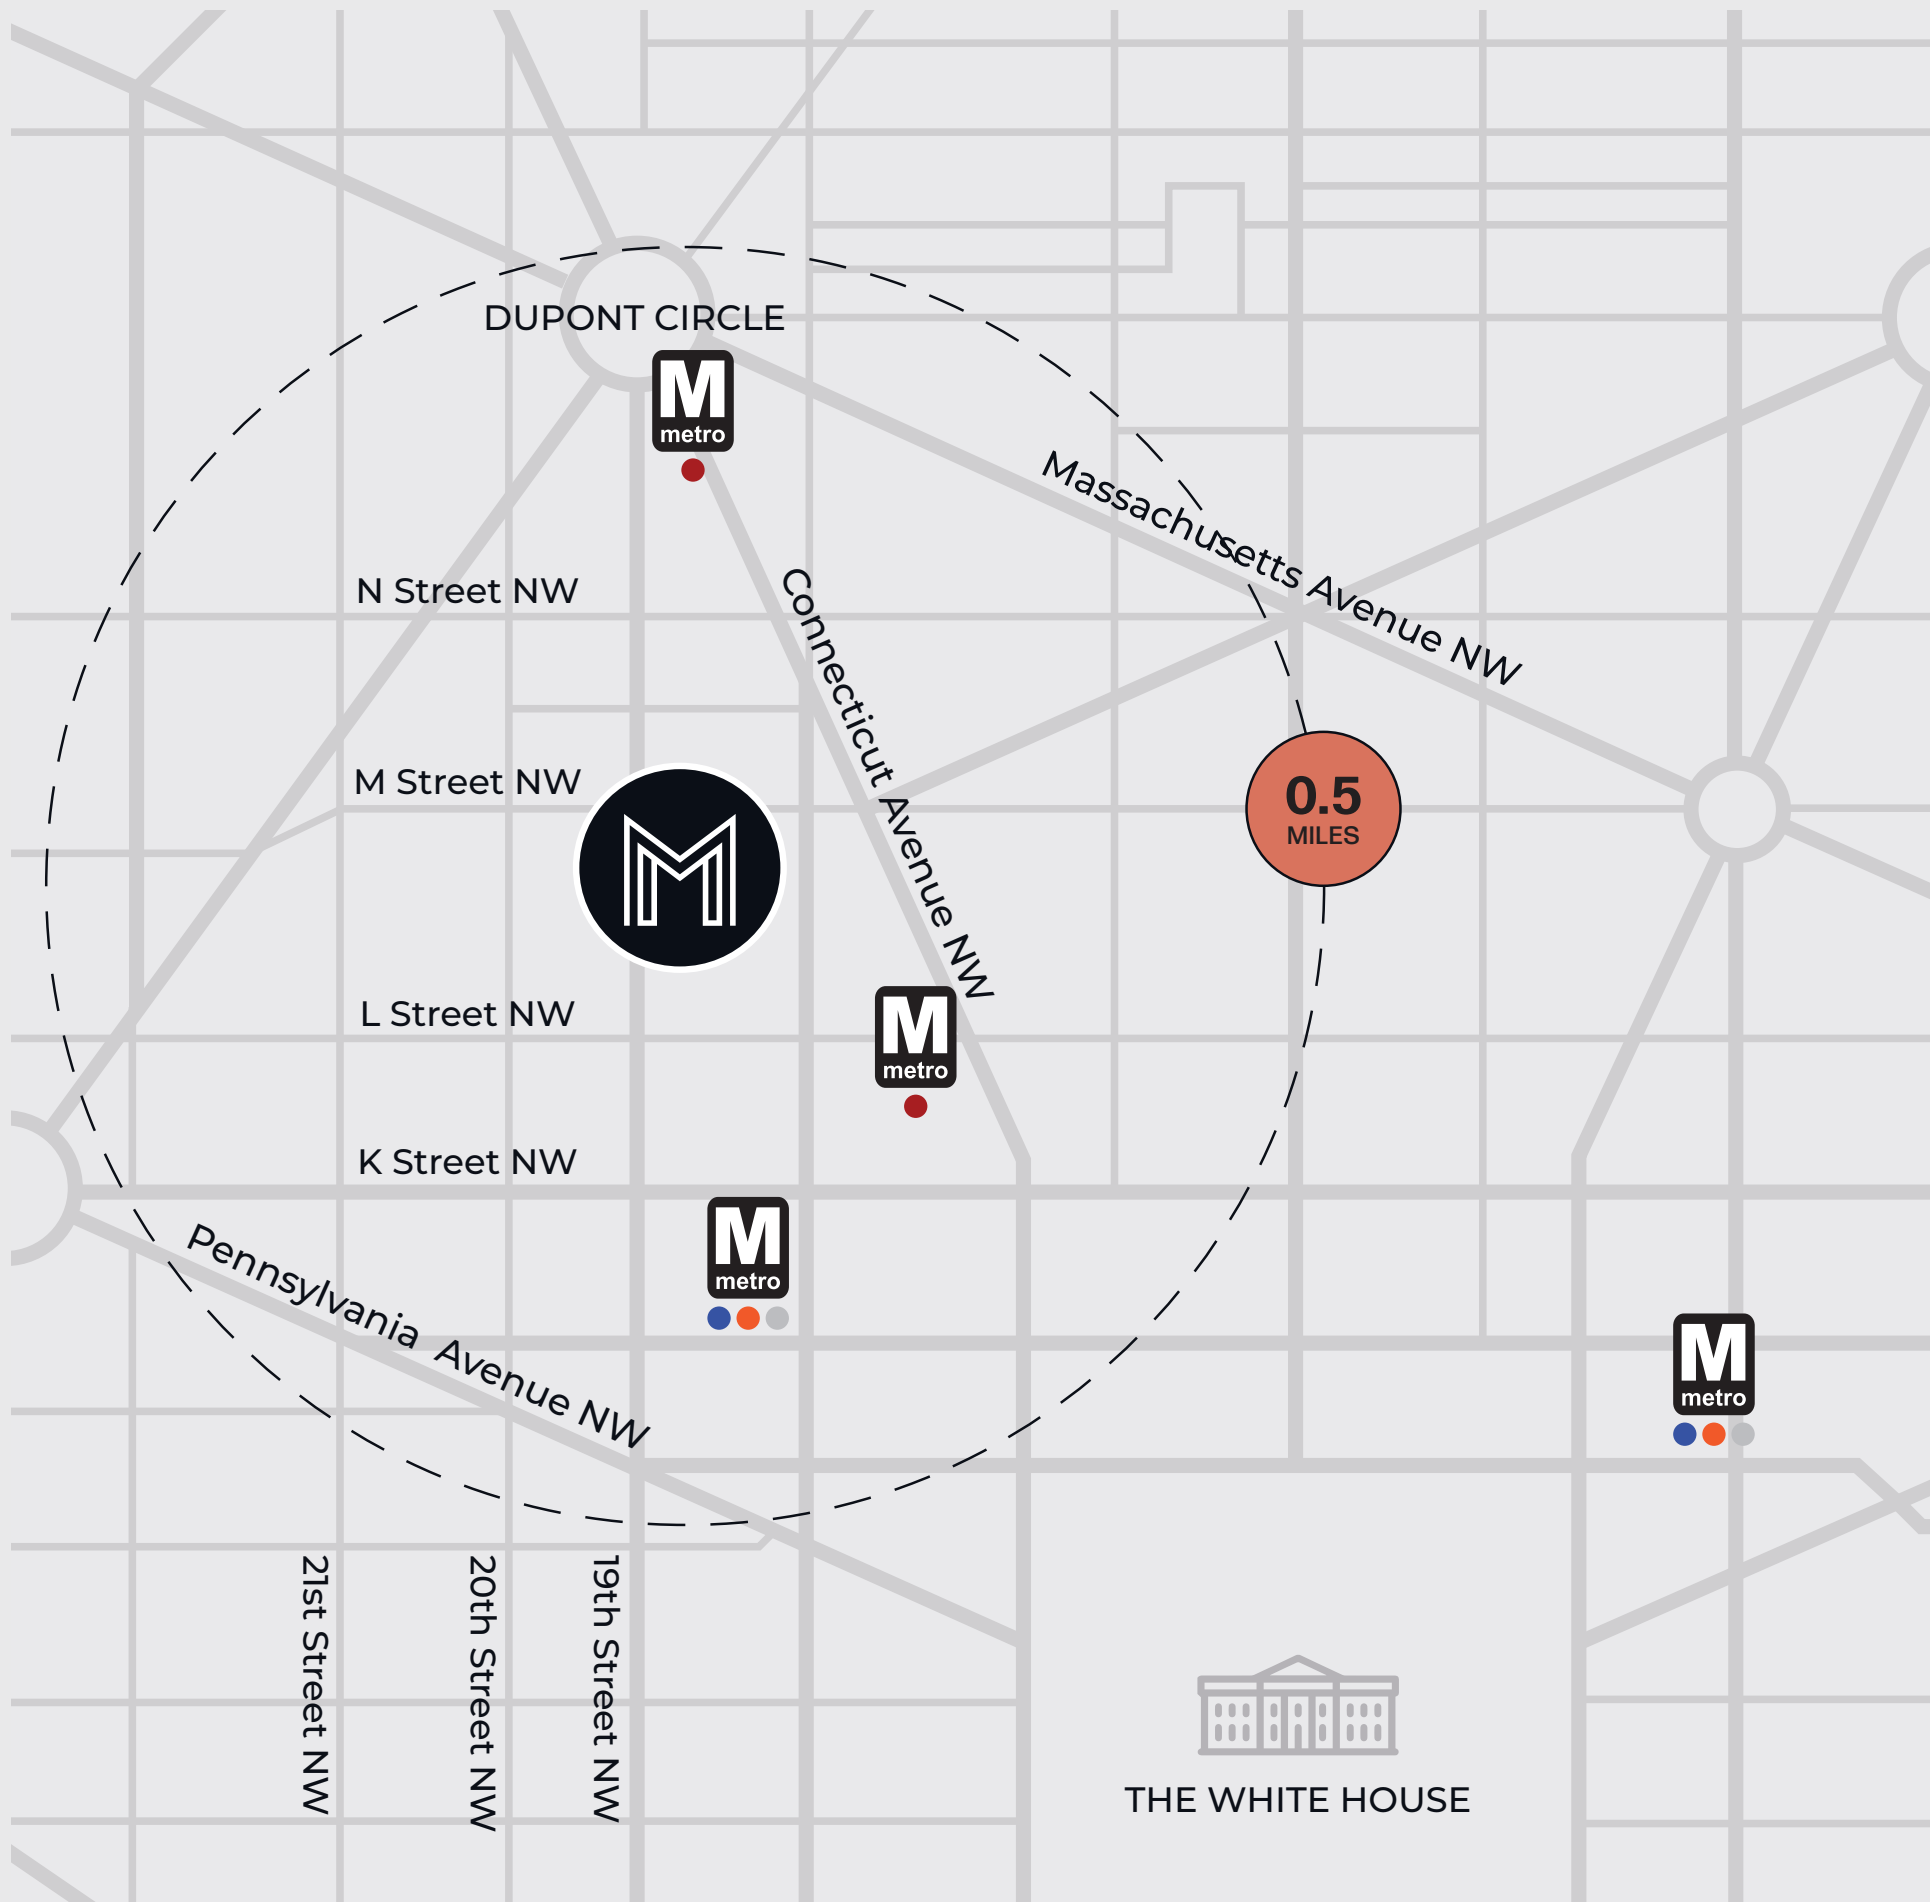 DUPONT CIRCLE
M
metro
Massachusetts Avenue NW
N Street NW
Connecticut Avenue NW
M Street NW
0.5
MILES
M
L Street NW
M
metro
K Street NW
M
metro
Pennsylvania Avenue NW
M
metro
21st Street NW
20th Street NW
19th Street NW
THE WHITE HOUSE